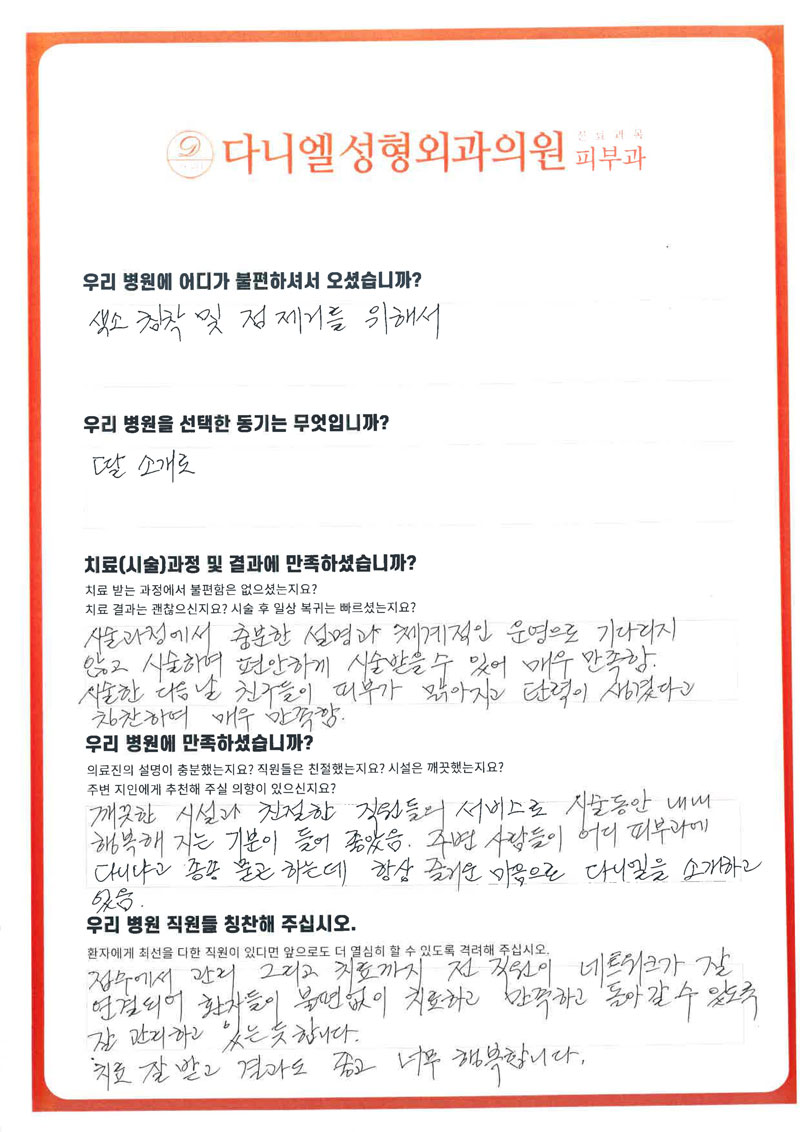 다니엘성형외과의원 진료과목 피부과
우리 병원에 어디가 불편하셔서 오셨습니까?
색소 침착 및 점 제거를 위해서
우리 병원을 선택한 동기는 무엇입니까?
딸 소개로
치료(시술)과정 및 결과에 만족하셨습니까?
치료 받는 과정에서 불편함은 없으셨는지요?
치료 결과는 괜찮으신지요? 시술 후 일상 복귀는 빠르셨는지요?
시술과정에서 충분한 설명과 체계적인 운영으로 기다리지
않고 시술하며 편안하게 시술받을 수 있어 매우 만족함.
시술한 다음날 친구들이 피부가 맑아지고 탄력이 생겼다고
칭찬하며 매우 만족함.
우리 병원에 만족하셨습니까?
의료진의 설명이 충분했는지요? 직원들은 친절했는지요? 시설은 깨끗했는지요?
주변 지인에게 추천해 주실 의향이 있으신지요?
깨끗한 시설과 친절한 직원들의 서비스로 시술동안 내내
행복해 지는 기분이 들어 좋았음. 주변 사람들이 어디 피부과에
다니냐고 종종 묻곤 하는데 항상 즐거운 마음으로 다니엘을 소개하고
있음.
우리 병원 직원들 칭찬해 주십시오.
환자에게 최선을 다한 직원이 있다면 앞으로도 더 열심히 할 수 있도록 격려해 주십시오.
접수에서 관리 그리고 치료까지 전 직원이 네트워크가 잘
연결되어 환자들이 불편없이 치료하고 만족하고 돌아갈 수 있도록
잘 관리하고 있는 듯 합니다.
치료 잘 받고 결과도 좋고 너무 행복합니다.